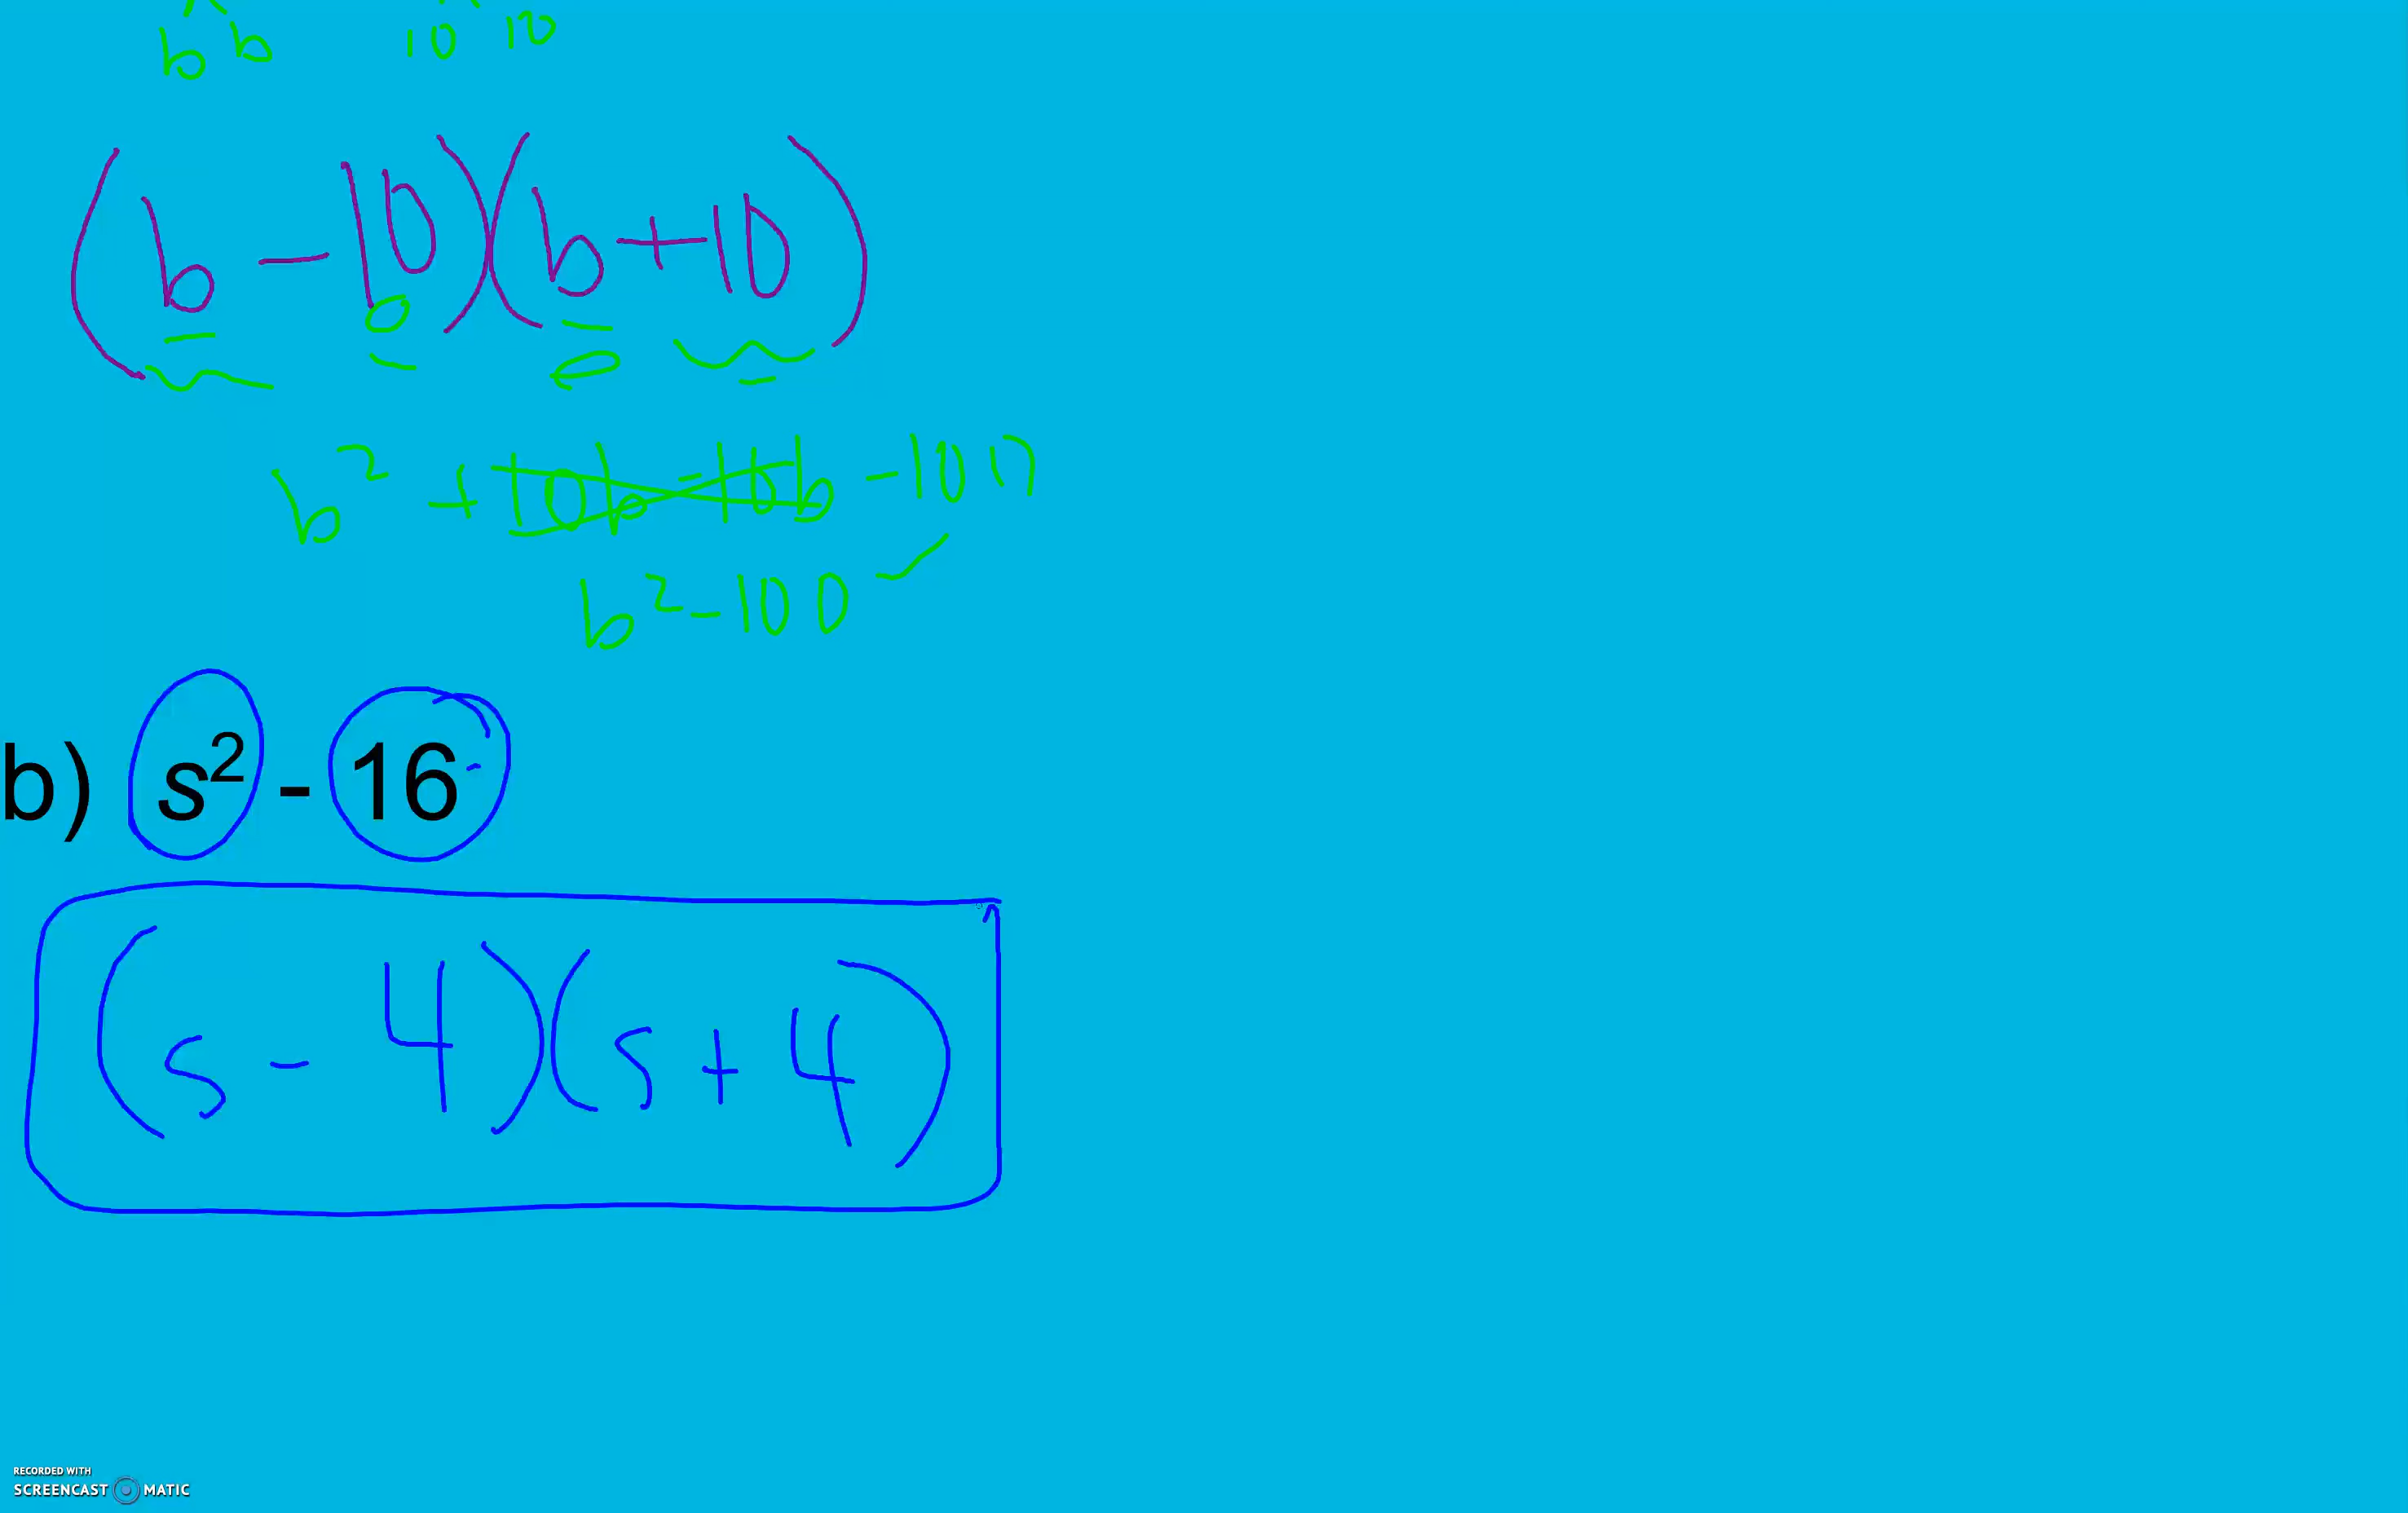 b b 10 10
(b - 10)(b + 10)
b² + 10b - 10b - 100
b² - 100
b) s² - 16
(s - 4)(s + 4)
RECORDED WITH
SCREENCAST MATIC